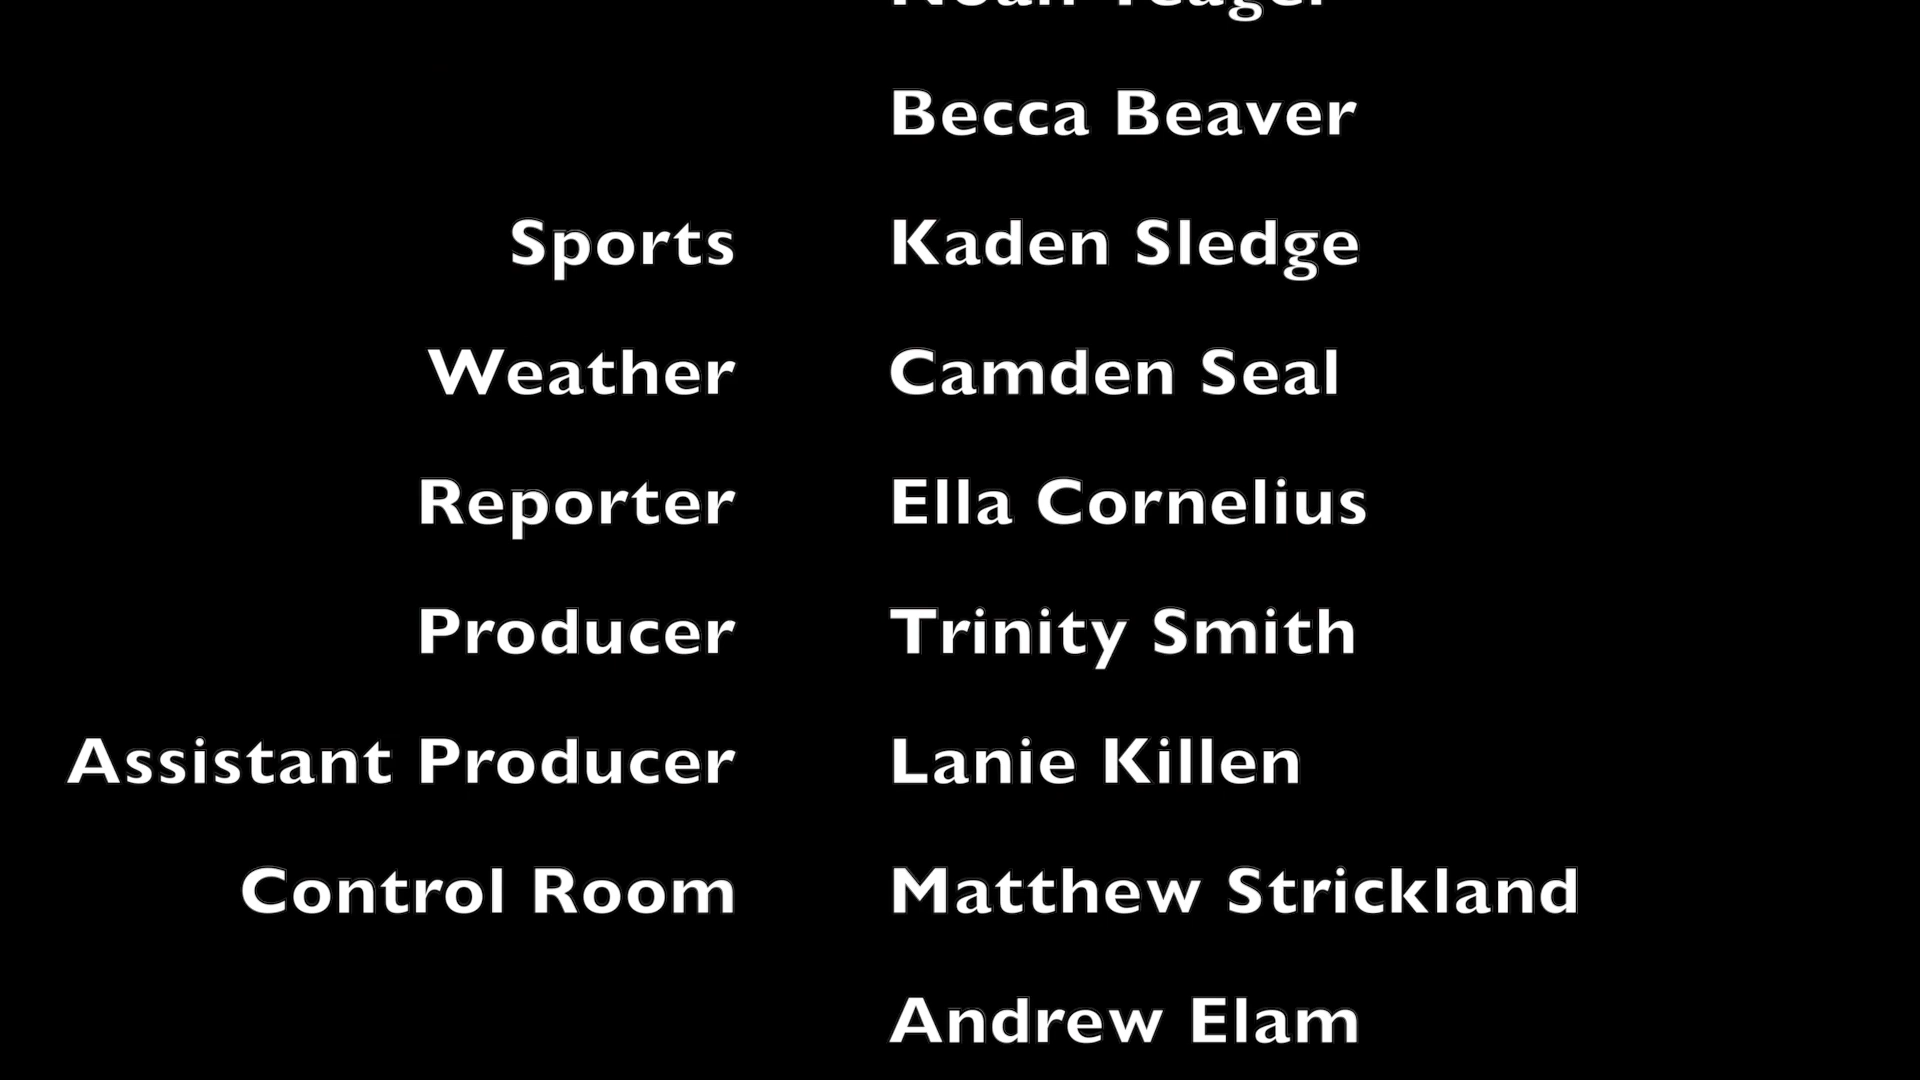 Noah Yeager
Becca Beaver
Sports Kaden Sledge
Weather Camden Seal
Reporter Ella Cornelius
Producer Trinity Smith
Assistant Producer Lanie Killen
Control Room Matthew Strickland
Andrew Elam